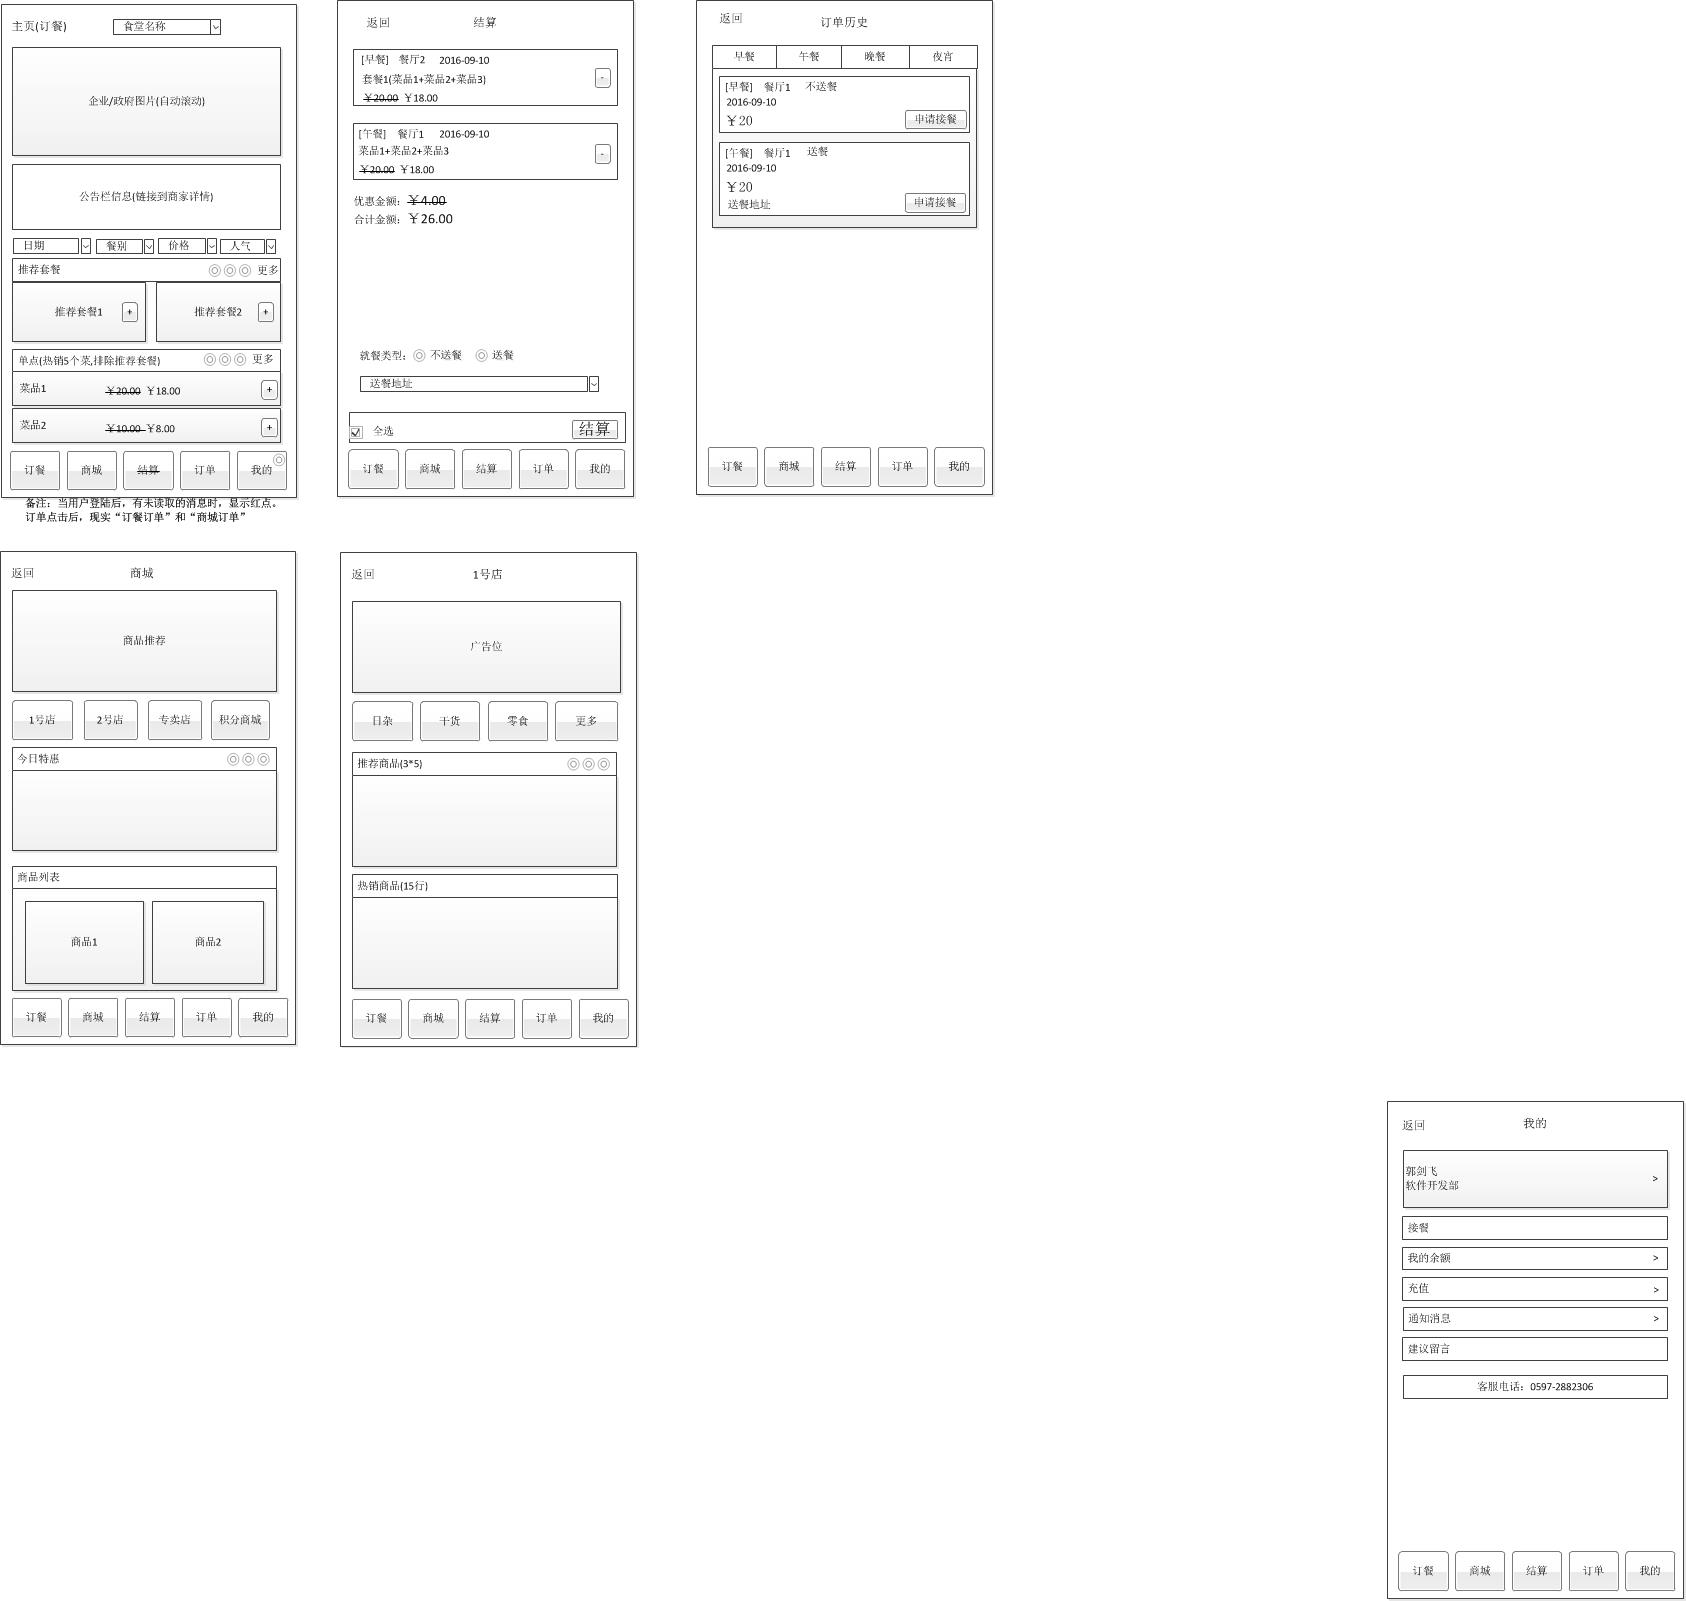 主页(订餐) 食堂名称
企业/政府图片(自动滚动)
公告栏信息(链接到商家详情)
日期 餐别 价格 人气
推荐套餐 更多
推荐套餐1 + 推荐套餐2 +
单点(热销5个菜,排除推荐套餐) 更多
菜品1 ￥20.00 ￥18.00 +
菜品2 ￥10.00 ￥8.00 +
订餐 商城 结算 订单 我的
备注：当用户登陆后，有未读取的消息时，显示红点。
订单点击后，现实“订餐订单”和“商城订单”
返回 结算
[早餐] 餐厅2 2016-09-10
套餐1(菜品1+菜品2+菜品3) -
￥20.00 ￥18.00
[午餐] 餐厅1 2016-09-10
菜品1+菜品2+菜品3 -
￥20.00 ￥18.00
优惠金额：￥4.00
合计金额：￥26.00
就餐类型： 不送餐 送餐
送餐地址
全选 结算
订餐 商城 结算 订单 我的
返回 订单历史
早餐 午餐 晚餐 夜宵
[早餐] 餐厅1 不送餐
2016-09-10
￥20 申请接餐
[午餐] 餐厅1 送餐
2016-09-10
￥20
送餐地址 申请接餐
订餐 商城 结算 订单 我的
返回 商城
商品推荐
1号店 2号店 专卖店 积分商城
今日特惠
商品列表
商品1 商品2
订餐 商城 结算 订单 我的
返回 1号店
广告位
日杂 干货 零食 更多
推荐商品(3*5)
热销商品(15行)
订餐 商城 结算 订单 我的
返回 我的
郭剑飞
软件开发部 >
接餐
我的余额 >
充值 >
通知消息 >
建议留言
客服电话：0597-2882306
订餐 商城 结算 订单 我的